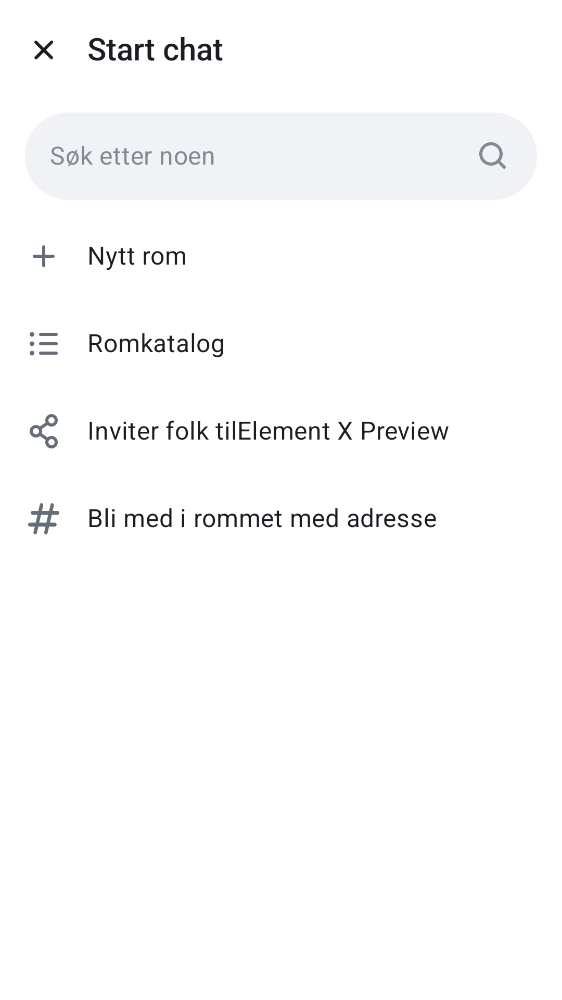 Start chat
Søk etter noen
Nytt rom
Romkatalog
Inviter folk tilElement X Preview
Bli med i rommet med adresse